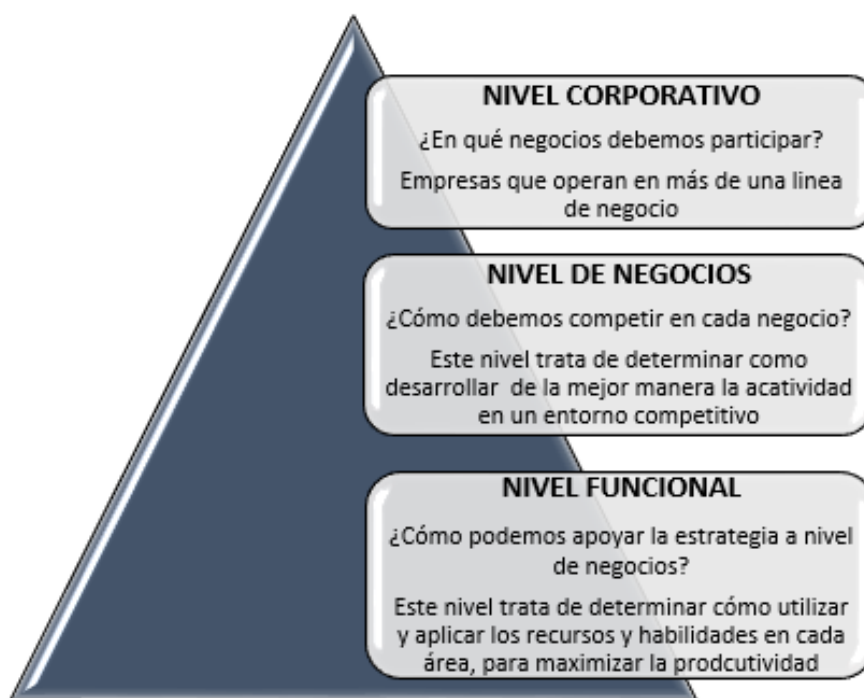 NIVEL CORPORATIVO
¿En qué negocios debemos participar?
Empresas que operan en más de una linea
de negocio
NIVEL DE NEGOCIOS
¿Cómo debemos competir en cada negocio?
Este nivel trata de determinar como
desarrollar de la mejor manera la acatividad
en un entorno competitivo
NIVEL FUNCIONAL
¿Cómo podemos apoyar la estrategia a nivel
de negocios?
Este nivel trata de determinar cómo utilizar
y aplicar los recursos y habilidades en cada
área, para maximizar la prodcutividad